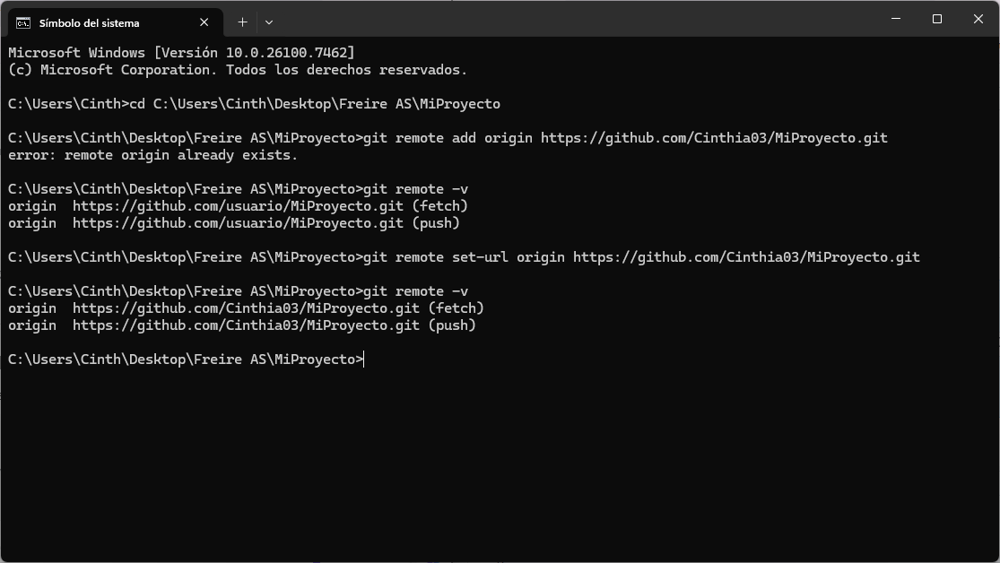 Símbolo del sistema
Microsoft Windows [Versión 10.0.26100.7462]
(c) Microsoft Corporation. Todos los derechos reservados.
C:\Users\Cinth>cd C:\Users\Cinth\Desktop\Freire AS\MiProyecto
C:\Users\Cinth\Desktop\Freire AS\MiProyecto>git remote add origin https://github.com/Cinthia03/MiProyecto.git
error: remote origin already exists.
C:\Users\Cinth\Desktop\Freire AS\MiProyecto>git remote -v
origin  https://github.com/usuario/MiProyecto.git (fetch)
origin  https://github.com/usuario/MiProyecto.git (push)
C:\Users\Cinth\Desktop\Freire AS\MiProyecto>git remote set-url origin https://github.com/Cinthia03/MiProyecto.git
C:\Users\Cinth\Desktop\Freire AS\MiProyecto>git remote -v
origin  https://github.com/Cinthia03/MiProyecto.git (fetch)
origin  https://github.com/Cinthia03/MiProyecto.git (push)
C:\Users\Cinth\Desktop\Freire AS\MiProyecto>